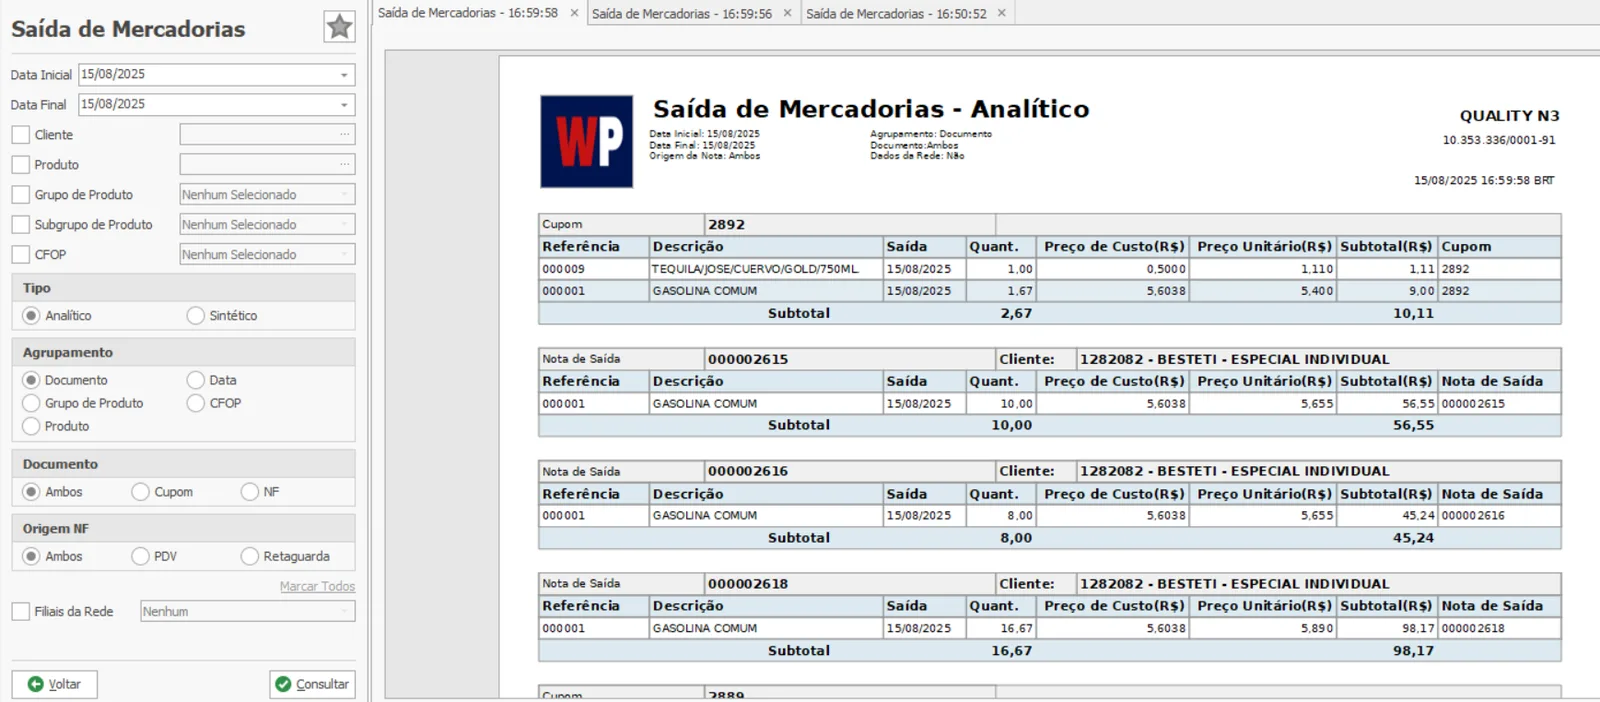 Saída de Mercadorias
Data Inicial 15/08/2025
Data Final 15/08/2025
Cliente ...
Produto ...
Grupo de Produto Nenhum Selecionado
Subgrupo de Produto Nenhum Selecionado
CFOP Nenhum Selecionado
Tipo
Analítico Sintético
Agrupamento
Documento Data
Grupo de Produto CFOP
Produto
Documento
Ambos Cupom NF
Origem NF
Ambos PDV Retaguarda
Marcar Todos
Filiais da Rede Nenhum
Voltar Consultar
Saída de Mercadorias - 16:59:58 × Saída de Mercadorias - 16:59:56 × Saída de Mercadorias - 16:50:52 ×
WP
Saída de Mercadorias - Analítico
QUALITY N3
Data Inicial: 15/08/2025 Agrupamento: Documento
10.353.336/0001-91
Data Final: 15/08/2025 Documento:Ambos
Origem da Nota: Ambos Dados da Rede: Não
15/08/2025 16:59:58 BRT
Cupom 2892
Referência Descrição Saída Quant. Preço de Custo(R$) Preço Unitário(R$) Subtotal(R$) Cupom
000009 TEQUILA/JOSE/CUERVO/GOLD/750ML 15/08/2025 1,00 0,5000 1,110 1,11 2892
000001 GASOLINA COMUM 15/08/2025 1,67 5,6038 5,400 9,00 2892
Subtotal 2,67 10,11
Nota de Saída 000002615 Cliente: 1282082 - BESTETI - ESPECIAL INDIVIDUAL
Referência Descrição Saída Quant. Preço de Custo(R$) Preço Unitário(R$) Subtotal(R$) Nota de Saída
000001 GASOLINA COMUM 15/08/2025 10,00 5,6038 5,655 56,55 000002615
Subtotal 10,00 56,55
Nota de Saída 000002616 Cliente: 1282082 - BESTETI - ESPECIAL INDIVIDUAL
Referência Descrição Saída Quant. Preço de Custo(R$) Preço Unitário(R$) Subtotal(R$) Nota de Saída
000001 GASOLINA COMUM 15/08/2025 8,00 5,6038 5,655 45,24 000002616
Subtotal 8,00 45,24
Nota de Saída 000002618 Cliente: 1282082 - BESTETI - ESPECIAL INDIVIDUAL
Referência Descrição Saída Quant. Preço de Custo(R$) Preço Unitário(R$) Subtotal(R$) Nota de Saída
000001 GASOLINA COMUM 15/08/2025 16,67 5,6038 5,890 98,17 000002618
Subtotal 16,67 98,17
Cupom 2889